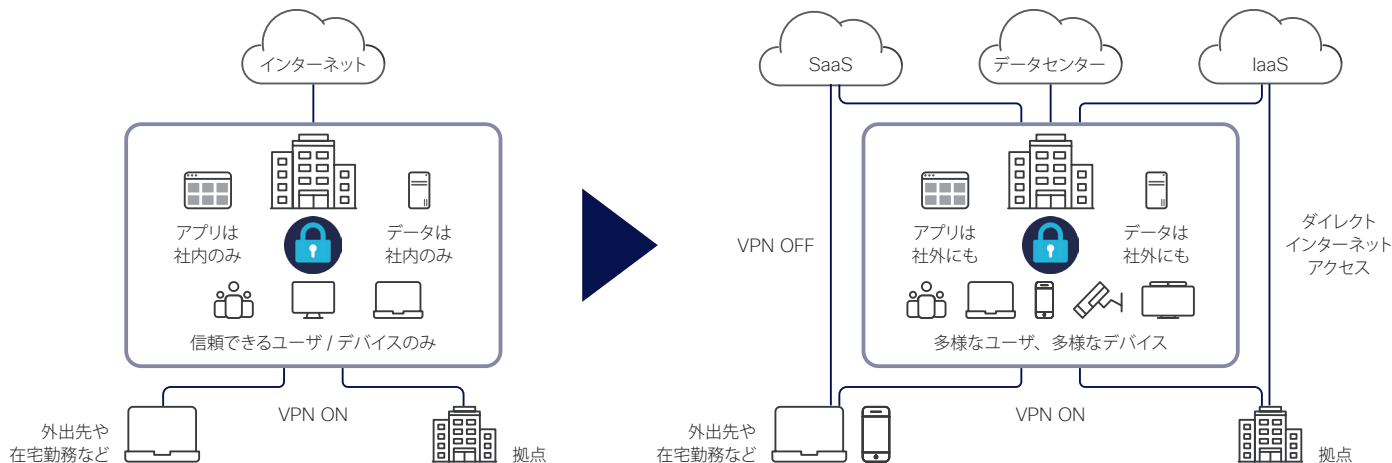 インターネット
アプリは
社内のみ
データは
社内のみ
信頼できるユーザ / デバイスのみ
VPN ON
外出先や
在宅勤務など
拠点
SaaS
データセンター
IaaS
VPN OFF
アプリは
社外にも
データは
社外にも
多様なユーザ、多様なデバイス
ダイレクト
インターネット
アクセス
VPN ON
外出先や
在宅勤務など
拠点